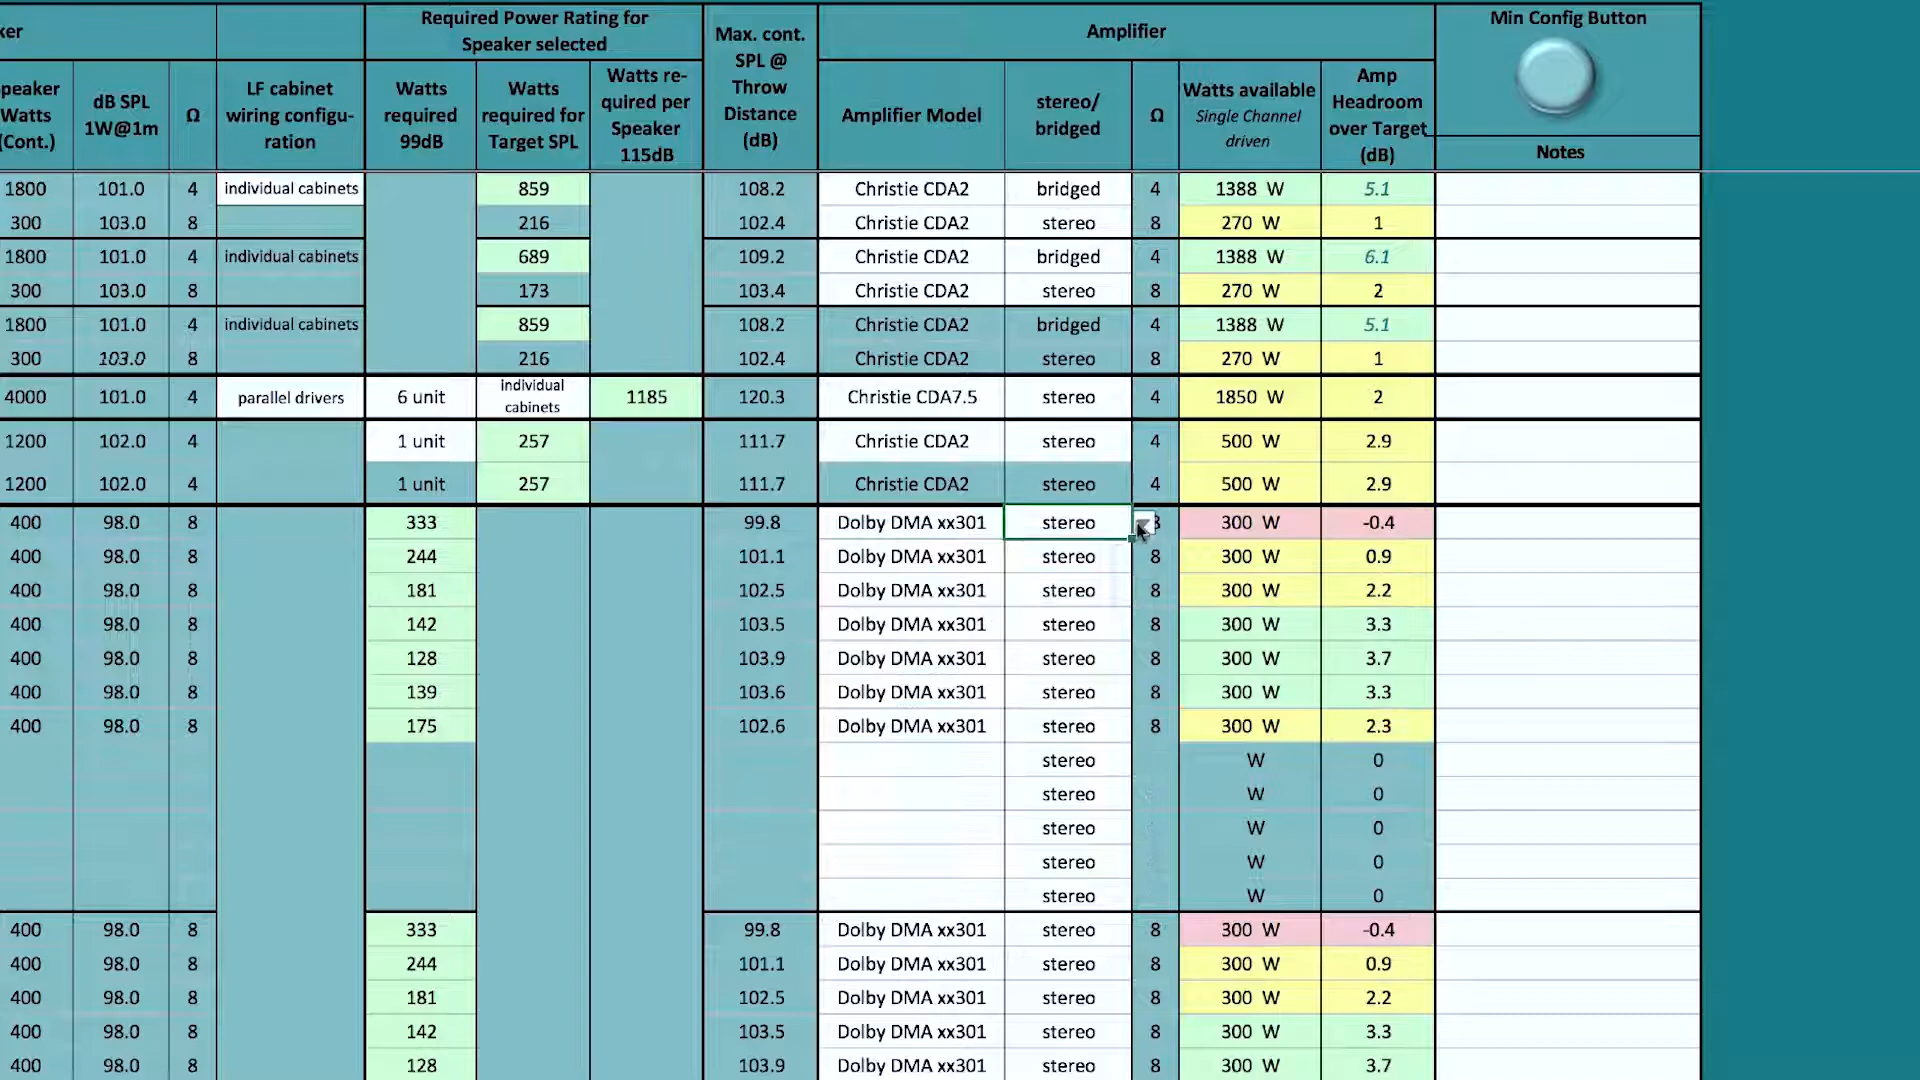 ker Required Power Rating for Speaker selected Max. cont. SPL @ Throw Distance (dB) Amplifier Min Config Button
peaker Watts (Cont.) dB SPL 1W@1m Ω LF cabinet wiring configu-ration Watts required 99dB Watts required for Target SPL Watts re-quired per Speaker 115dB Amplifier Model stereo/ bridged Ω Watts available Single Channel driven Amp Headroom over Target (dB) Notes
1800 101.0 4 individual cabinets 859 108.2 Christie CDA2 bridged 4 1388 W 5.1
300 103.0 8 216 102.4 Christie CDA2 stereo 8 270 W 1
1800 101.0 4 individual cabinets 689 109.2 Christie CDA2 bridged 4 1388 W 6.1
300 103.0 8 173 103.4 Christie CDA2 stereo 8 270 W 2
1800 101.0 4 individual cabinets 859 108.2 Christie CDA2 bridged 4 1388 W 5.1
300 103.0 8 216 102.4 Christie CDA2 stereo 8 270 W 1
4000 101.0 4 parallel drivers 6 unit individual cabinets 1185 120.3 Christie CDA7.5 stereo 4 1850 W 2
1200 102.0 4 1 unit 257 111.7 Christie CDA2 stereo 4 500 W 2.9
1200 102.0 4 1 unit 257 111.7 Christie CDA2 stereo 4 500 W 2.9
400 98.0 8 333 99.8 Dolby DMA xx301 stereo 300 W -0.4
400 98.0 8 244 101.1 Dolby DMA xx301 stereo 8 300 W 0.9
400 98.0 8 181 102.5 Dolby DMA xx301 stereo 8 300 W 2.2
400 98.0 8 142 103.5 Dolby DMA xx301 stereo 8 300 W 3.3
400 98.0 8 128 103.9 Dolby DMA xx301 stereo 8 300 W 3.7
400 98.0 8 139 103.6 Dolby DMA xx301 stereo 8 300 W 3.3
400 98.0 8 175 102.6 Dolby DMA xx301 stereo 8 300 W 2.3
stereo W 0
stereo W 0
stereo W 0
stereo W 0
stereo W 0
400 98.0 8 333 99.8 Dolby DMA xx301 stereo 8 300 W -0.4
400 98.0 8 244 101.1 Dolby DMA xx301 stereo 8 300 W 0.9
400 98.0 8 181 102.5 Dolby DMA xx301 stereo 8 300 W 2.2
400 98.0 8 142 103.5 Dolby DMA xx301 stereo 8 300 W 3.3
400 98.0 8 128 103.9 Dolby DMA xx301 stereo 8 300 W 3.7